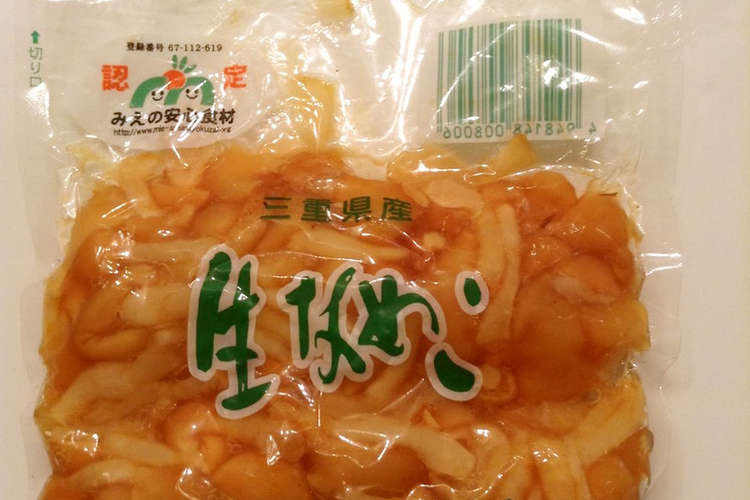 登録番号 67-112-619
認 定
みえの安心食材
三重県産
生なめこ
切り口
4948148008006